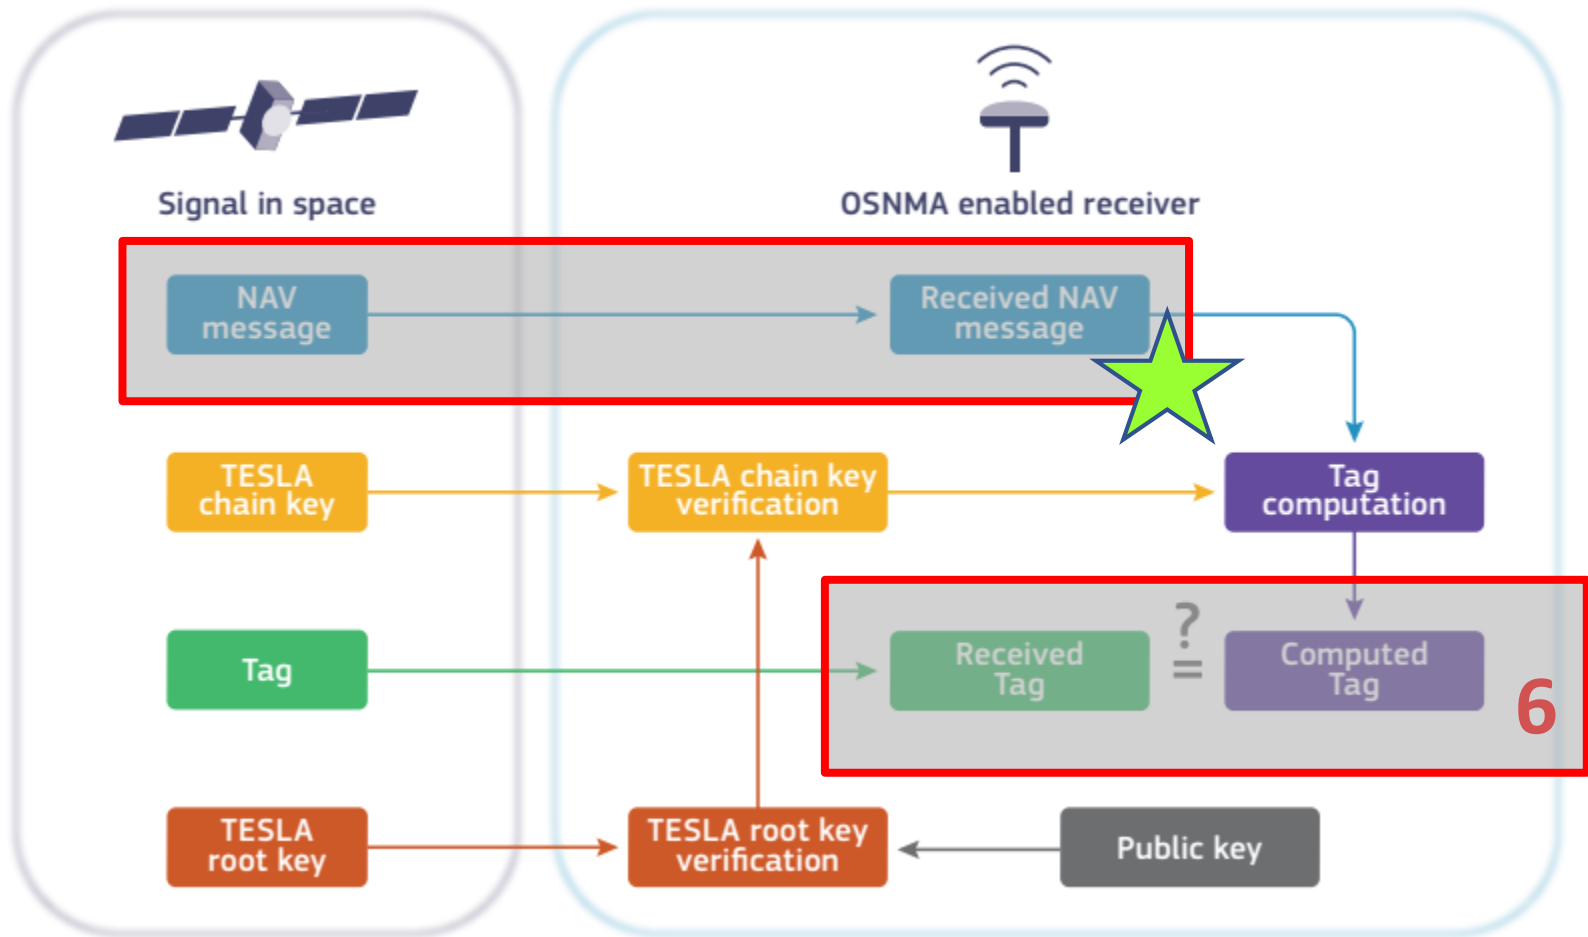 Signal in space
OSNMA enabled receiver
NAV
message
Received NAV
message
TESLA
chain key
TESLA chain key
verification
Tag
computation
Tag
Received
Tag
?
=
Computed
Tag
6
TESLA
root key
TESLA root key
verification
Public key